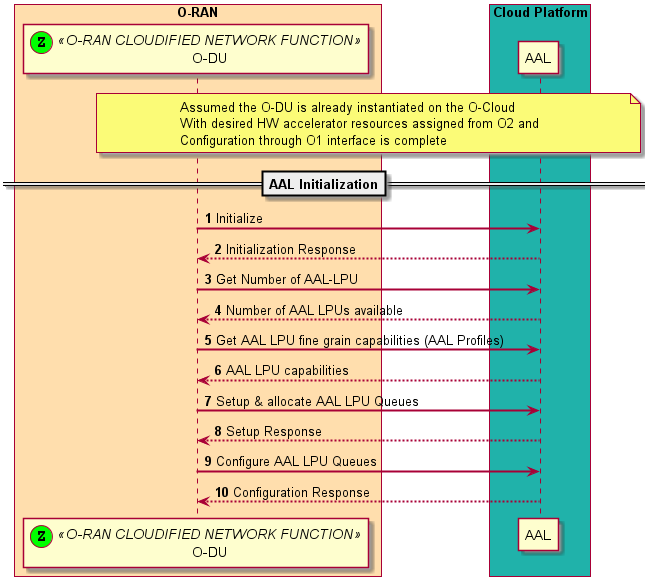 O-RAN
Cloud Platform
Z «O-RAN CLOUDIFIED NETWORK FUNCTION»
O-DU
AAL
Assumed the O-DU is already instantiated on the O-Cloud
With desired HW accelerator resources assigned from O2 and
Configuration through O1 interface is complete
AAL Initialization
1 Initialize
2 Initialization Response
3 Get Number of AAL-LPU
4 Number of AAL LPUs available
5 Get AAL LPU fine grain capabilities (AAL Profiles)
6 AAL LPU capabilities
7 Setup & allocate AAL LPU Queues
8 Setup Response
9 Configure AAL LPU Queues
10 Configuration Response
Z «O-RAN CLOUDIFIED NETWORK FUNCTION»
O-DU
AAL